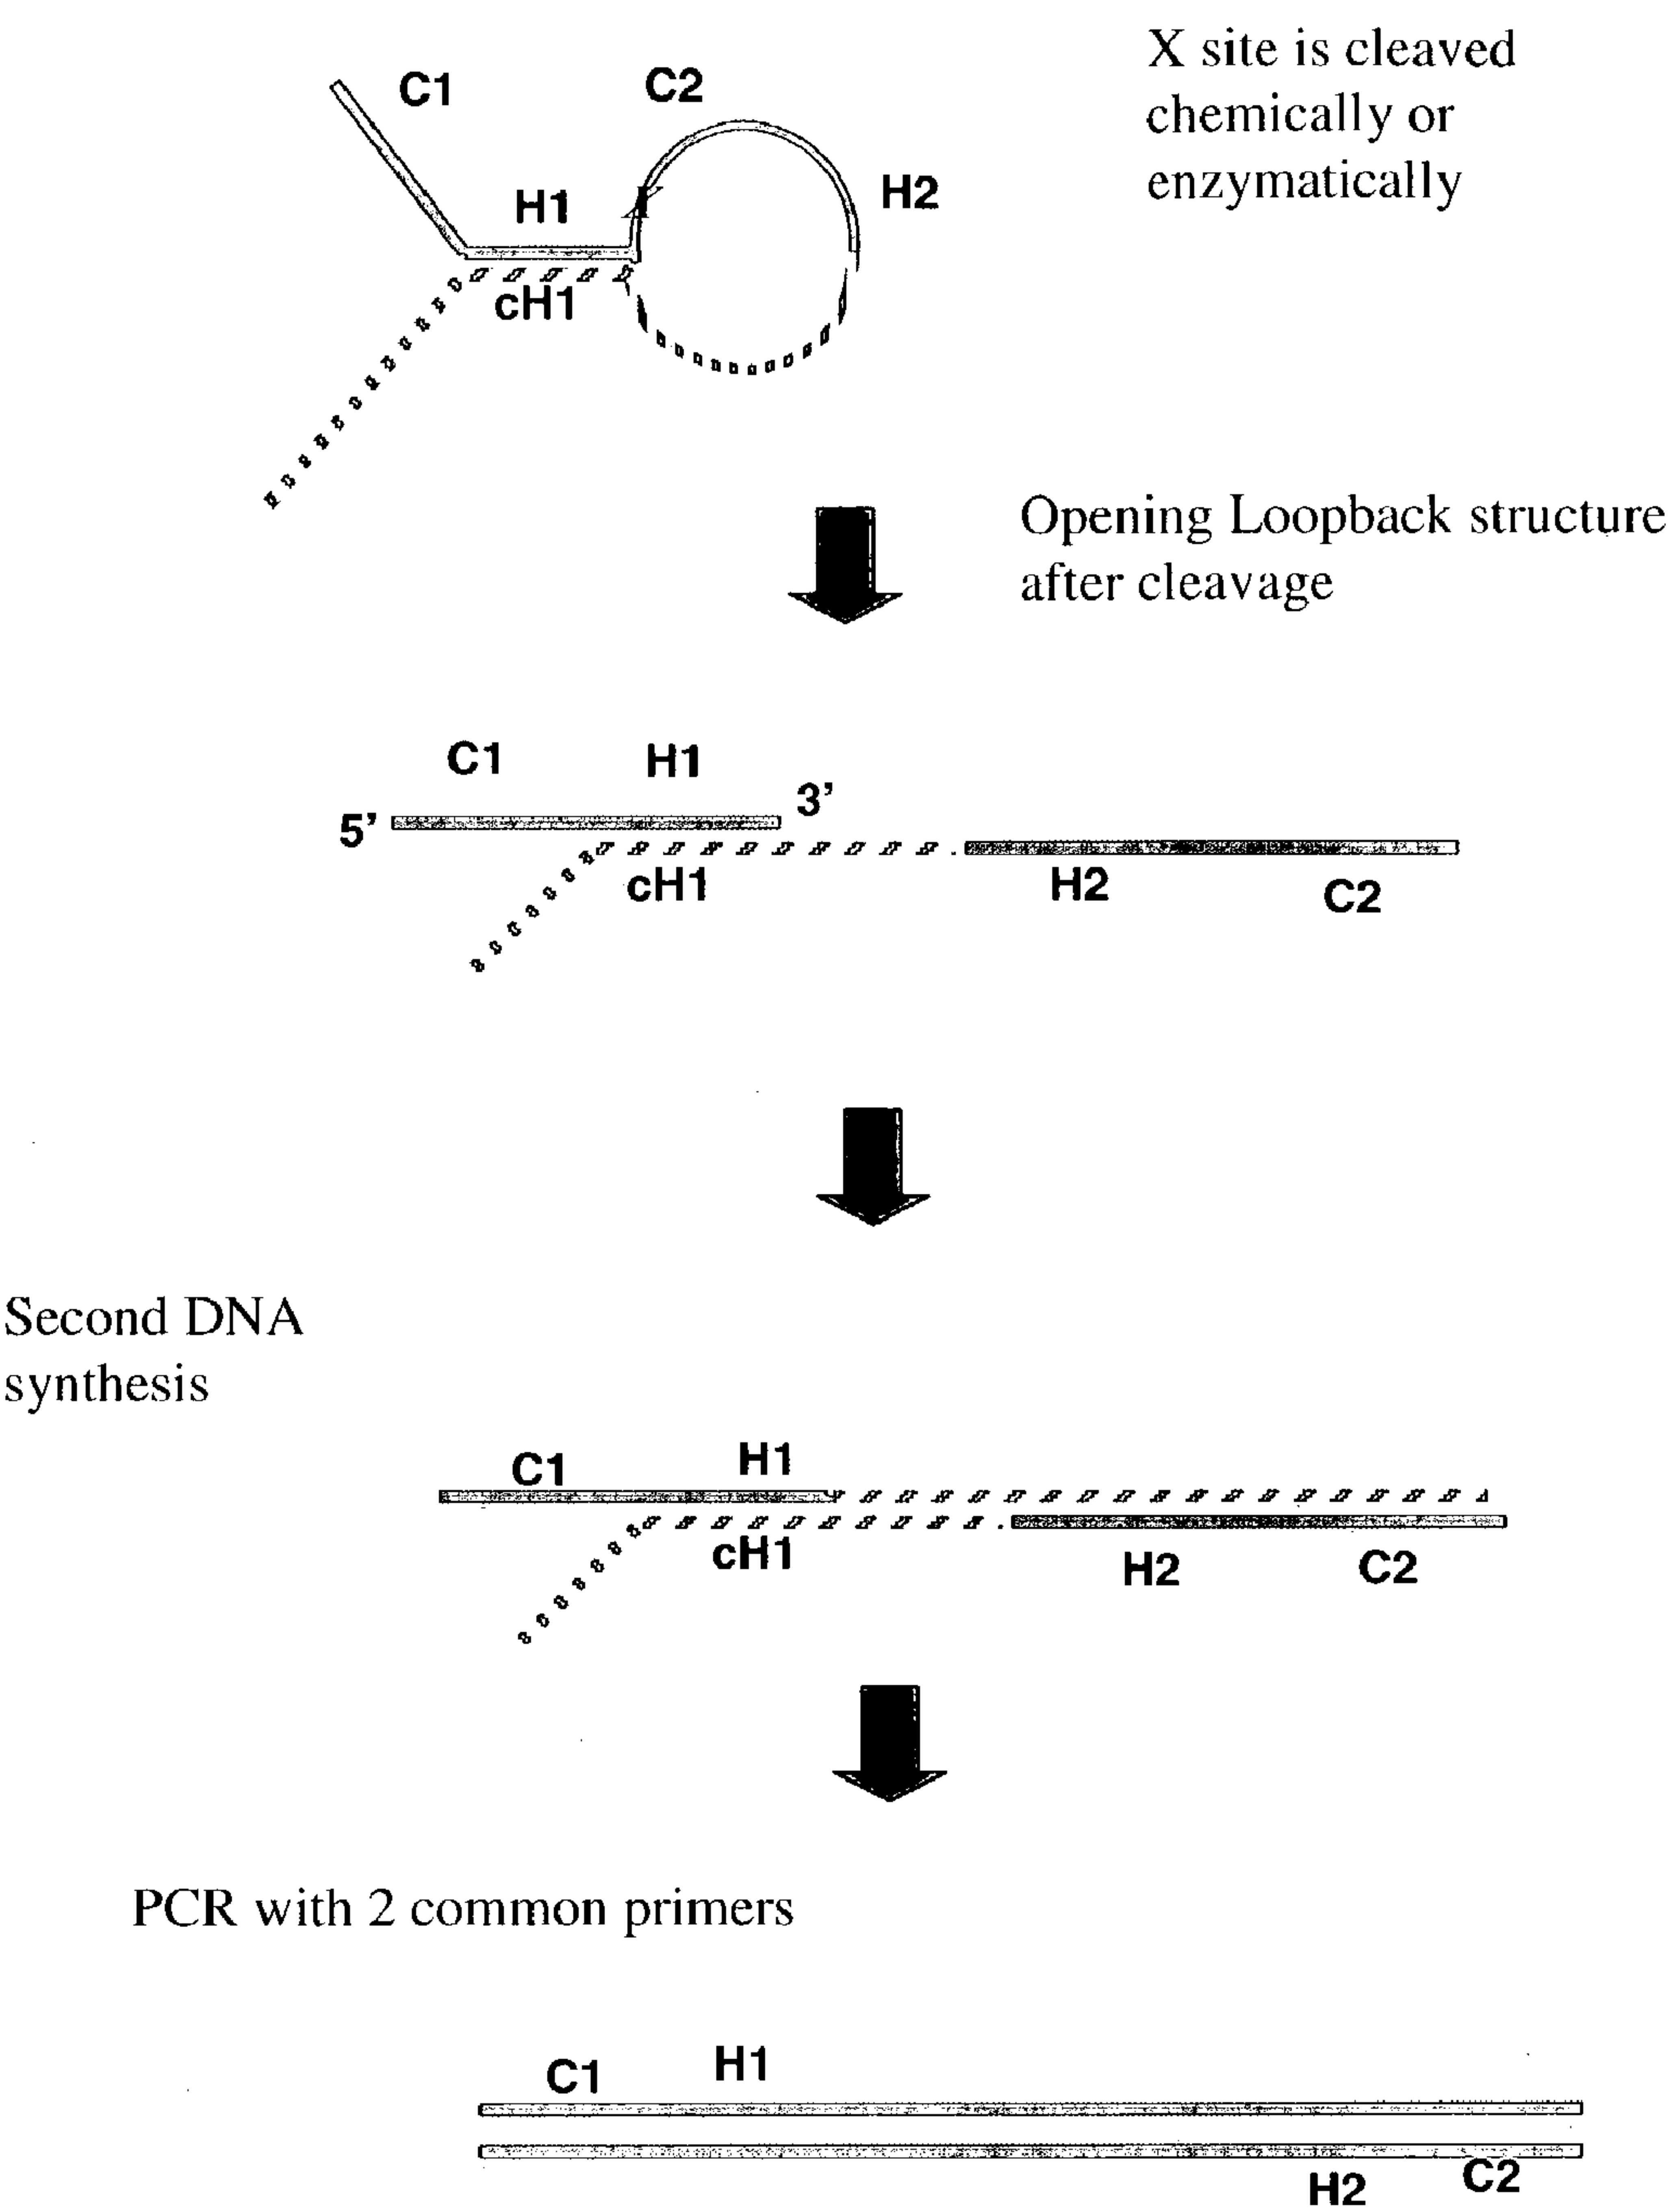 X site is cleaved
chemically or
enzymatically
C1
C2
H1
X
H2
cH1
Opening Loopback structure
after cleavage
C1
H1
3’
5’
cH1
H2
C2
Second DNA
synthesis
C1
H1
cH1
H2
C2
PCR with 2 common primers
C1
H1
H2
C2